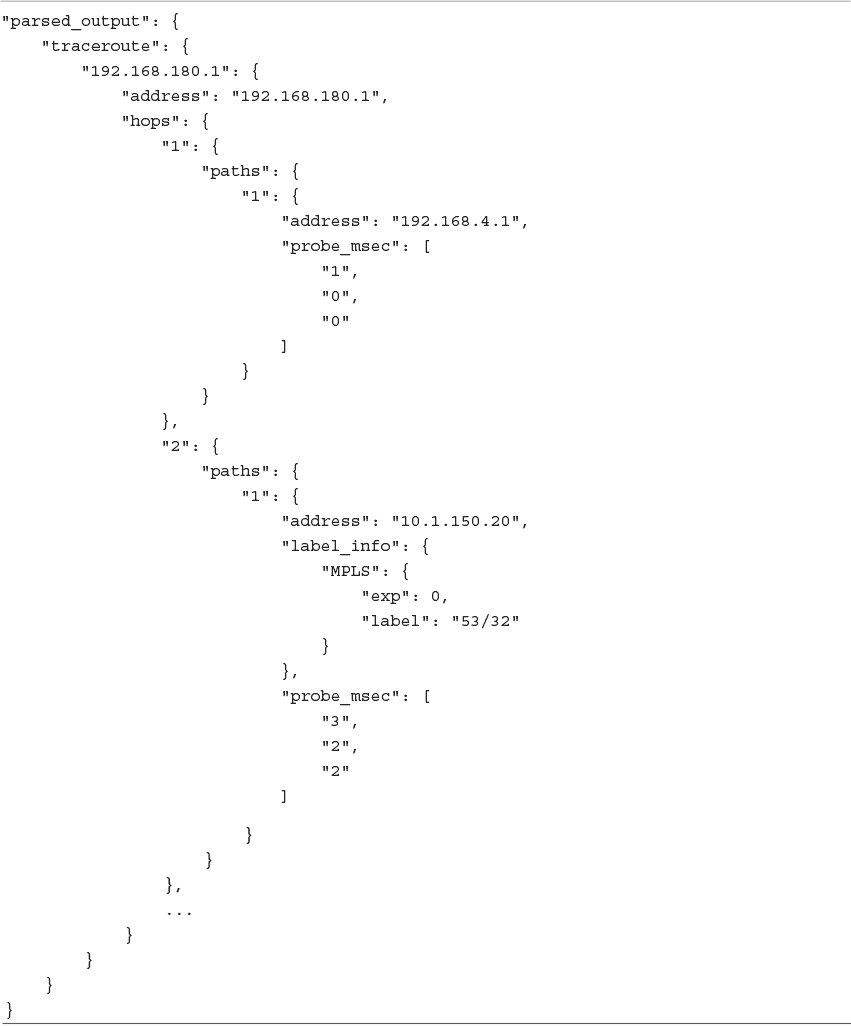 "parsed_output": {
    "traceroute": {
        "192.168.180.1": {
            "address": "192.168.180.1",
            "hops": {
                "1": {
                    "paths": {
                        "1": {
                            "address": "192.168.4.1",
                            "probe_msec": [
                                "1",
                                "0",
                                "0"
                            ]
                        }
                    }
                },
                "2": {
                    "paths": {
                        "1": {
                            "address": "10.1.150.20",
                            "label_info": {
                                "MPLS": {
                                    "exp": 0,
                                    "label": "53/32"
                                }
                            },
                            "probe_msec": [
                                "3",
                                "2",
                                "2"
                            ]
                        }
                    }
                },
                ...
            }
        }
    }
}